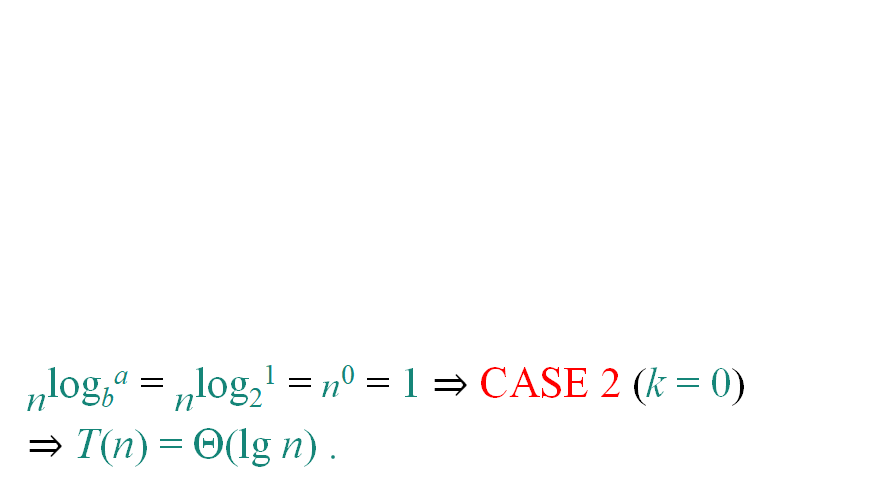 n^{log_b a} = n^{log_2 1} = n^0 = 1 ⇒ CASE 2 (k = 0)
⇒ T(n) = Θ(lg n) .